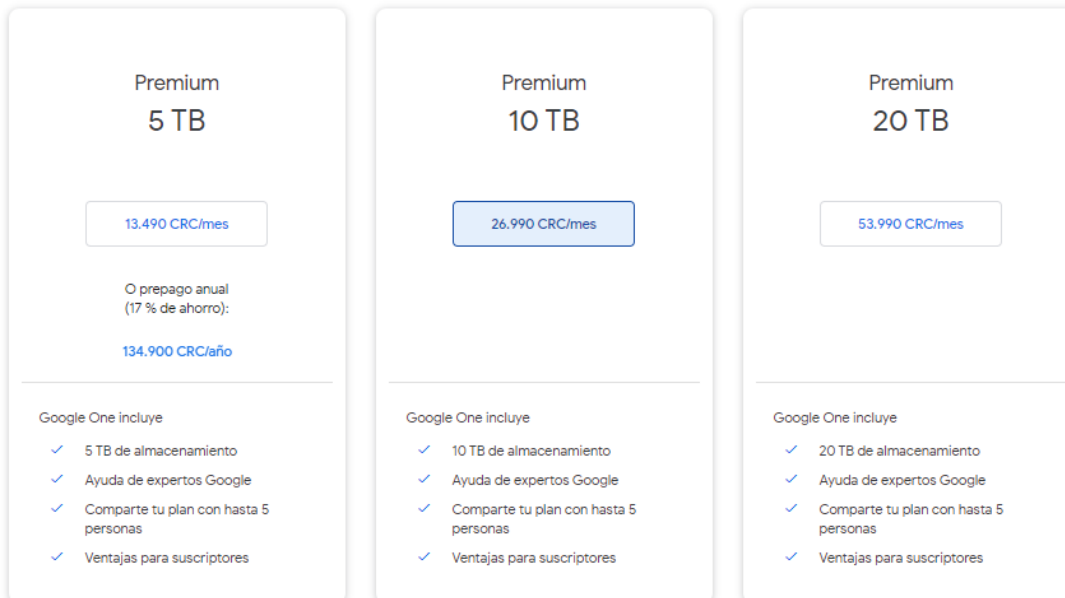 Premium
5 TB
13.490 CRC/mes
O prepago anual
(17 % de ahorro):
134.900 CRC/año
Google One incluye
5 TB de almacenamiento
Ayuda de expertos Google
Comparte tu plan con hasta 5
personas
Ventajas para suscriptores
Premium
10 TB
26.990 CRC/mes
Google One incluye
10 TB de almacenamiento
Ayuda de expertos Google
Comparte tu plan con hasta 5
personas
Ventajas para suscriptores
Premium
20 TB
53.990 CRC/mes
Google One incluye
20 TB de almacenamiento
Ayuda de expertos Google
Comparte tu plan con hasta 5
personas
Ventajas para suscriptores